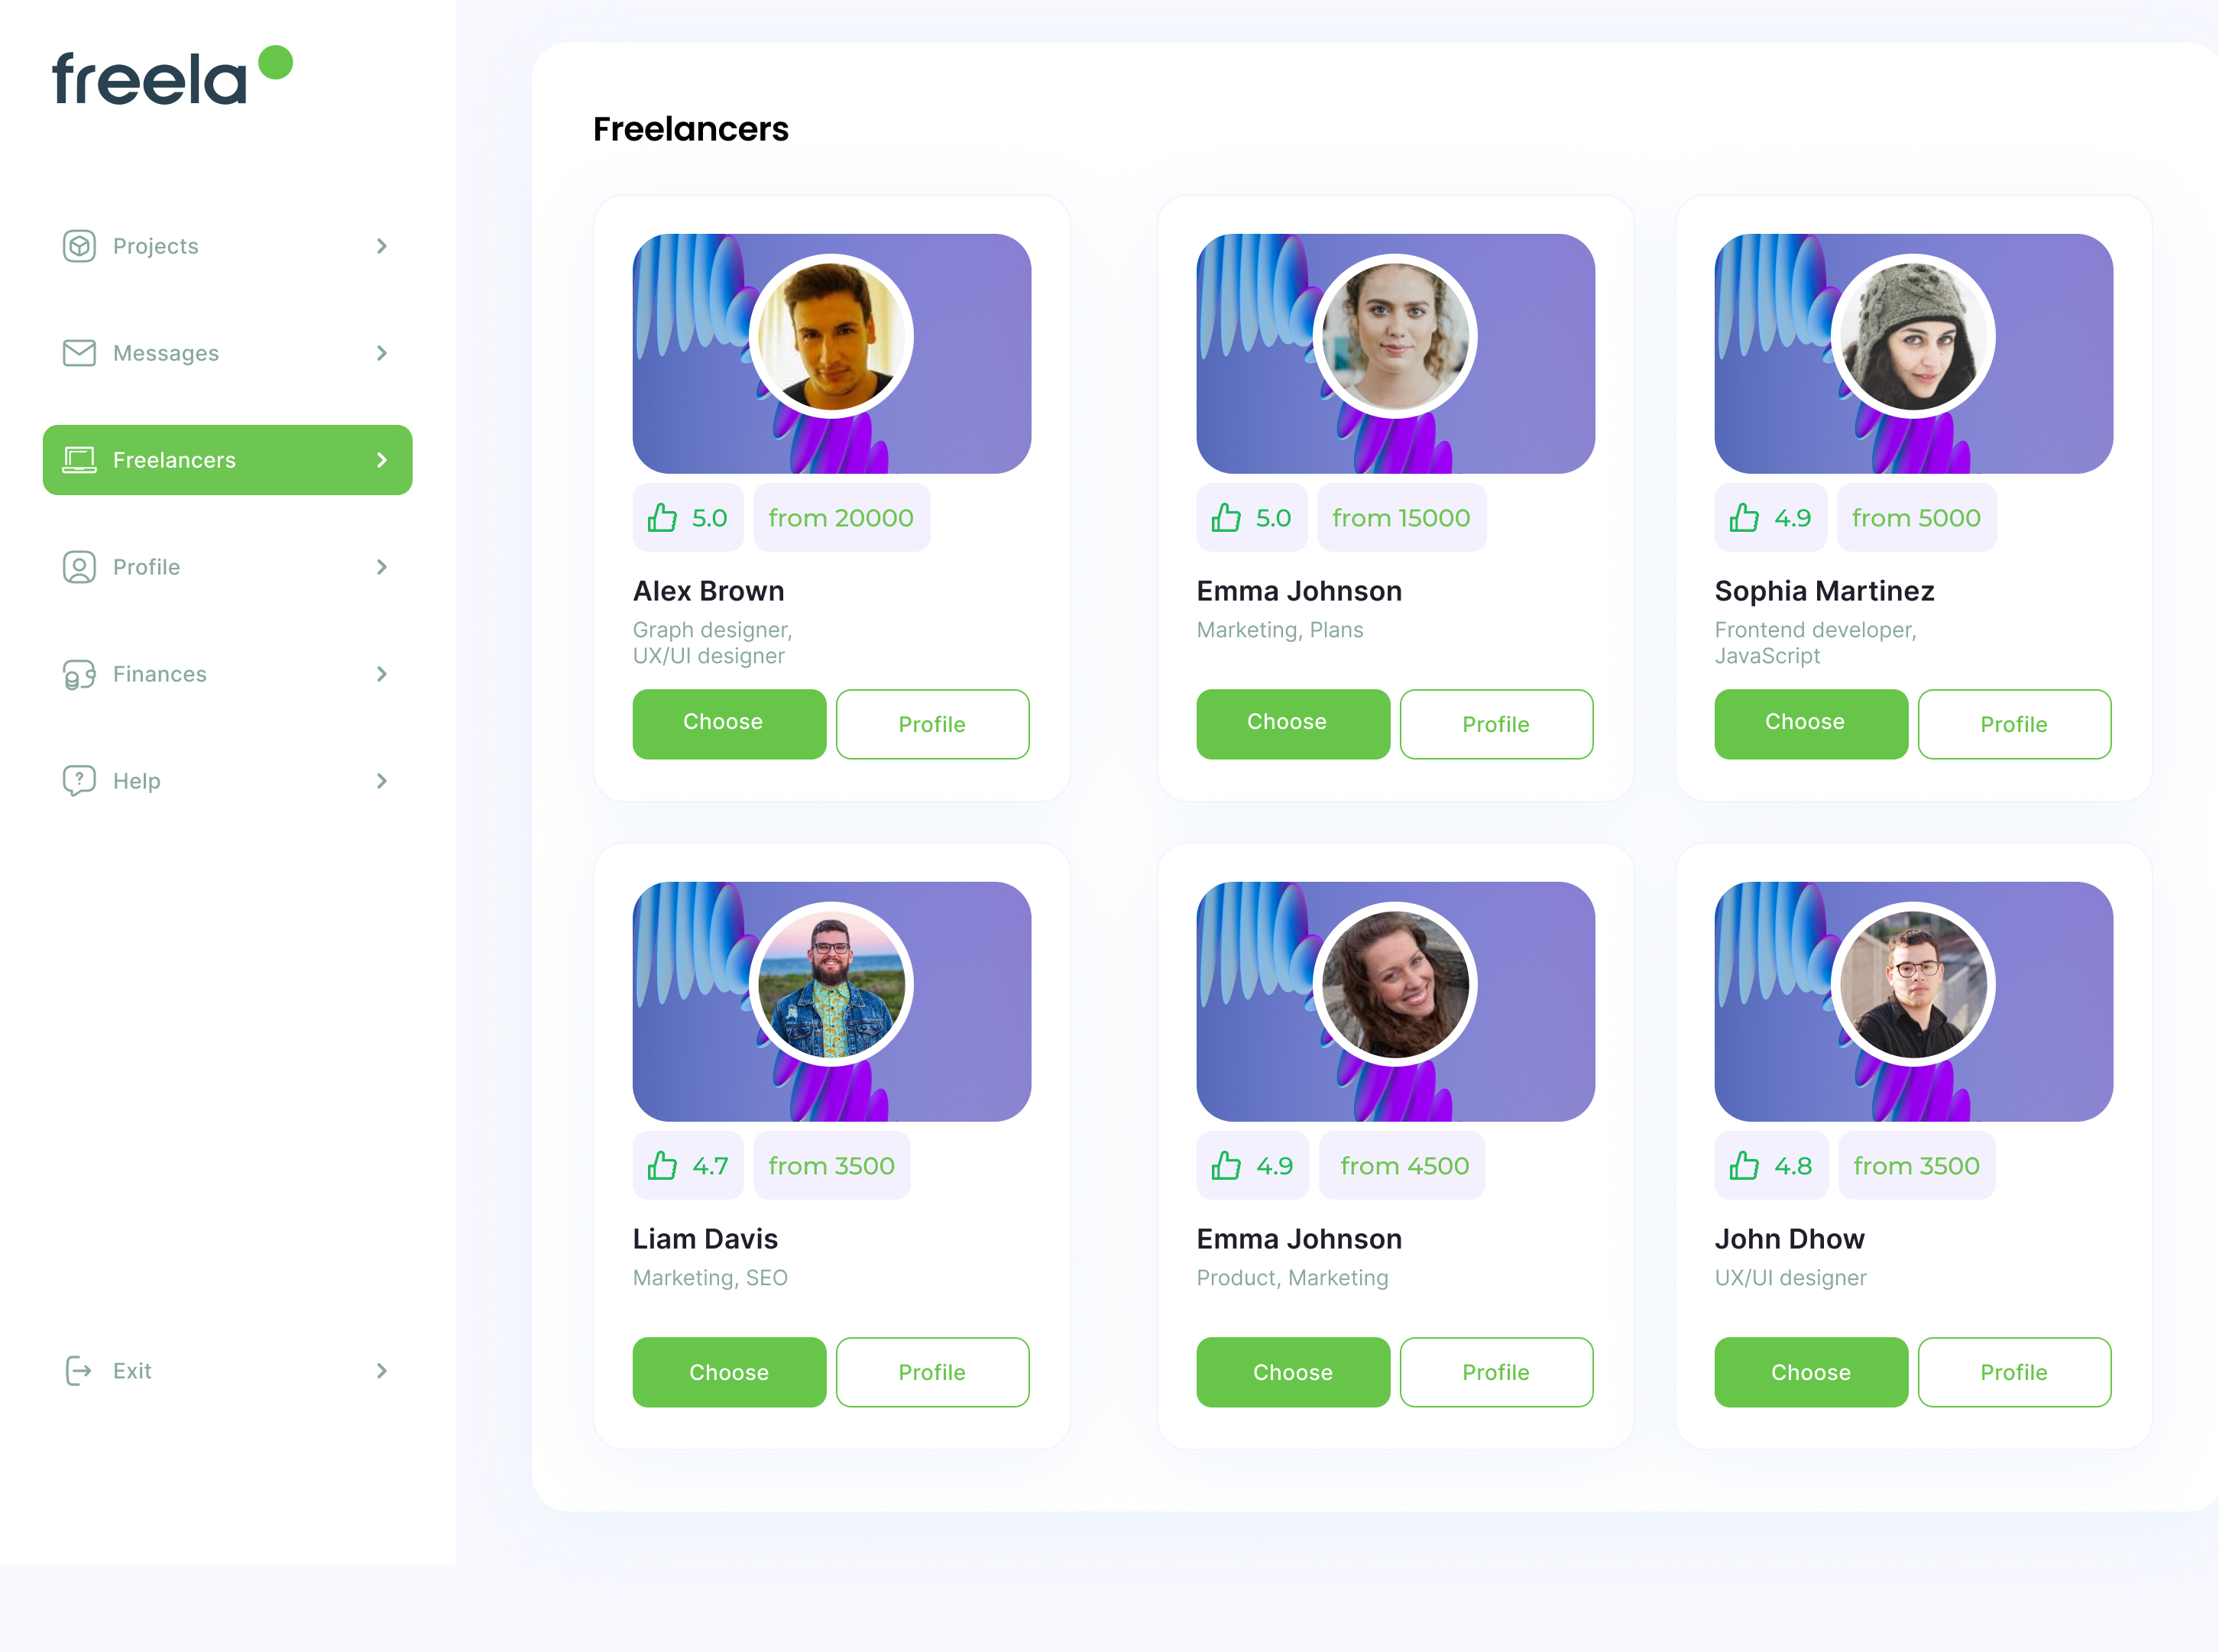 freela
Projects
Messages
Freelancers
Profile
Finances
Help
Exit
Freelancers
5.0
from 20000
Alex Brown
Graph designer,
UX/UI designer
Choose
Profile
5.0
from 15000
Emma Johnson
Marketing, Plans
Choose
Profile
4.9
from 5000
Sophia Martinez
Frontend developer,
JavaScript
Choose
Profile
4.7
from 3500
Liam Davis
Marketing, SEO
Choose
Profile
4.9
from 4500
Emma Johnson
Product, Marketing
Choose
Profile
4.8
from 3500
John Dhow
UX/UI designer
Choose
Profile